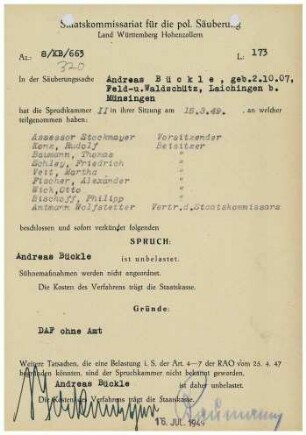 Staatskommissariat für die pol. Säuberung
Land Württemberg Hohenzollern
Az.: 8/KB/663
L: 173
320
In der Säuberungssache Andreas Bückle, geb.2.10.07,
Feld-u.Waldschütz, Laichingen b.
Münsingen
hat die Spruchkammer II in ihrer Sitzung am 15.3.49. an welcher
teilgenommen haben:
Assessor Stockmayer Vorsitzender
Kenz, Rudolf Beisitzer
Baumann, Thomas "
Schley, Friedrich "
Veit, Martha "
Fischer, Alexander "
Wick,Otto "
Bischoff, Philipp "
Amtmann Wolfstetter Vertr.d.Staatskommissars
beschlossen und sofort verkündet folgenden
SPRUCH:
Andreas Bückle ist unbelastet.
Sühnemaßnahmen werden nicht angeordnet.
Die Kosten des Verfahrens trägt die Staatskasse.
Gründe:
DAF ohne Amt
Weitere Tatsachen, die eine Belastung i. S. der Art. 4–7 der RAO vom 25. 4. 47
begründen könnten, sind der Spruchkammer nicht bekannt geworden.
Andreas Bückle ist daher unbelastet.
Die Kosten des Verfahrens trägt die Staatskasse.
Stockmayer
Baumann
16 JUL. 1949